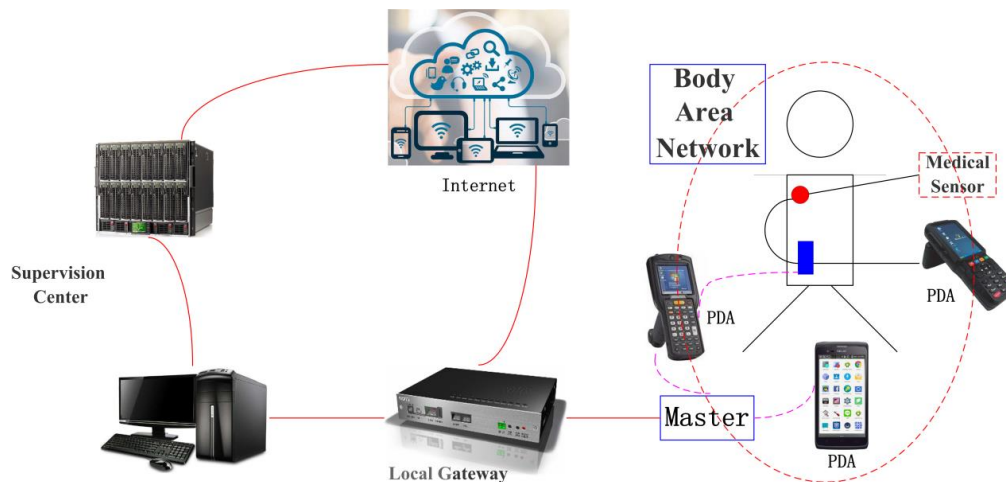 Body
Area
Network
Internet
Medical
Sensor
Supervision
Center
PDA
PDA
Master
Local Gateway
PDA